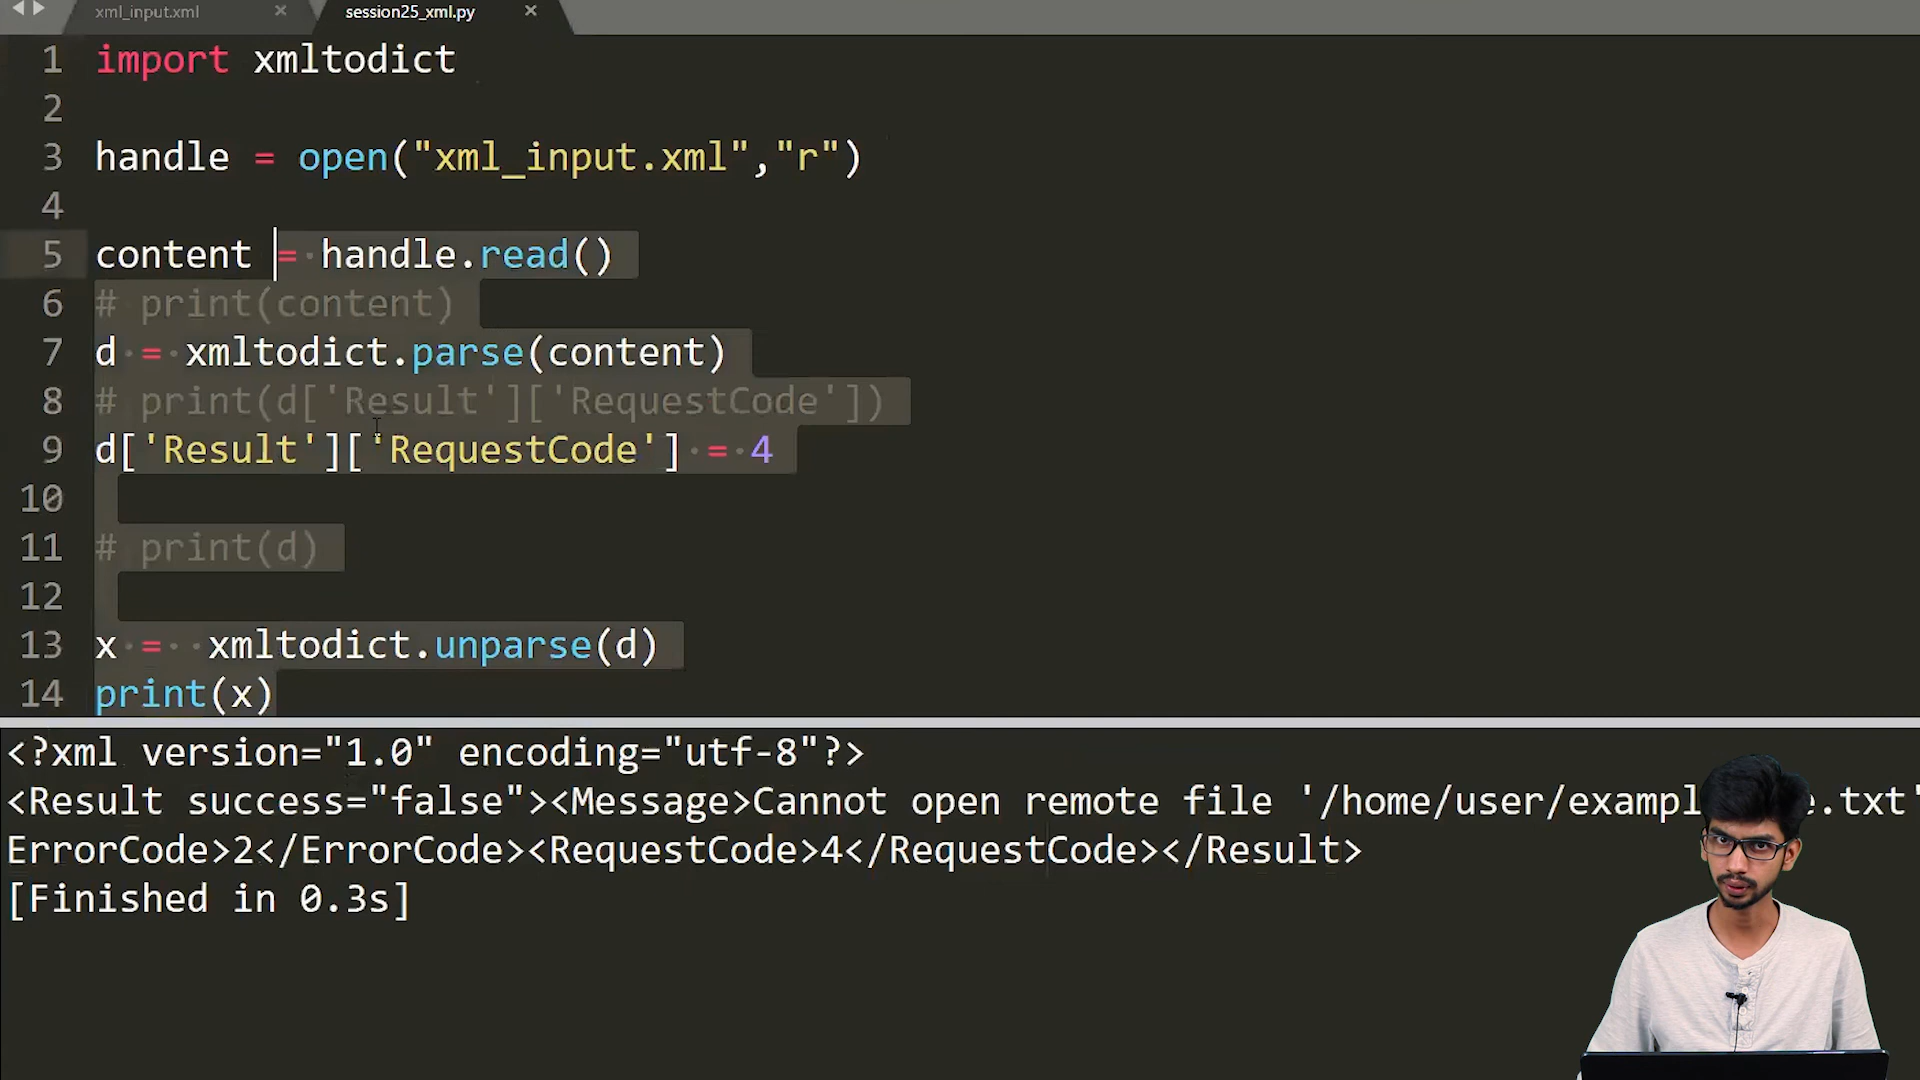 xml_input.xml × session25_xml.py ×
1 import xmltodict
2
3 handle = open("xml_input.xml","r")
4
5 content = handle.read()
6 # print(content)
7 d = xmltodict.parse(content)
8 # print(d['Result']['RequestCode'])
9 d['Result']['RequestCode'] = 4
10
11 # print(d)
12
13 x =  xmltodict.unparse(d)
14 print(x)
<?xml version="1.0" encoding="utf-8"?>
<Result success="false"><Message>Cannot open remote file '/home/user/exampl e.txt'
ErrorCode>2</ErrorCode><RequestCode>4</RequestCode></Result>
[Finished in 0.3s]